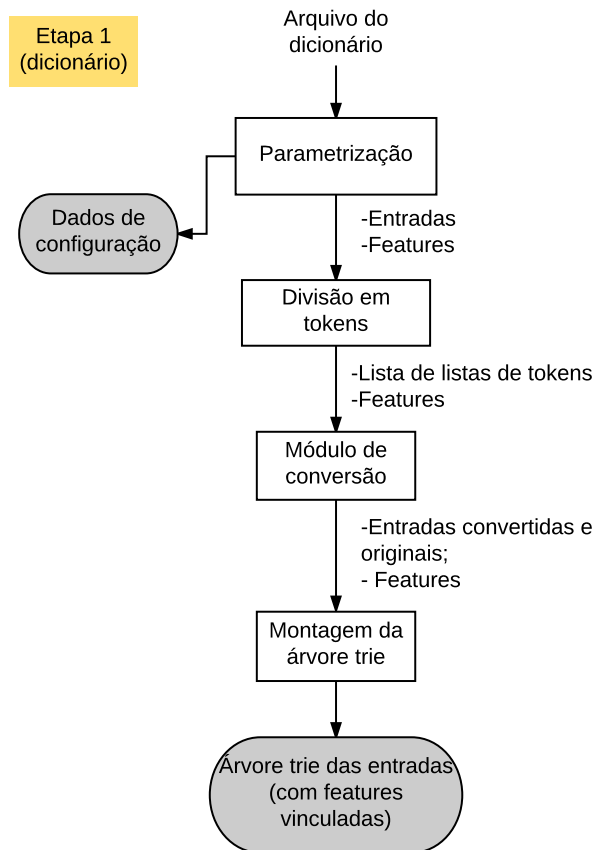 Etapa 1
(dicionário)
Arquivo do
dicionário
Parametrização
Dados de
configuração
-Entradas
-Features
Divisão em
tokens
-Lista de listas de tokens
-Features
Módulo de
conversão
-Entradas convertidas e
originais;
- Features
Montagem da
árvore trie
Árvore trie das entradas
(com features
vinculadas)